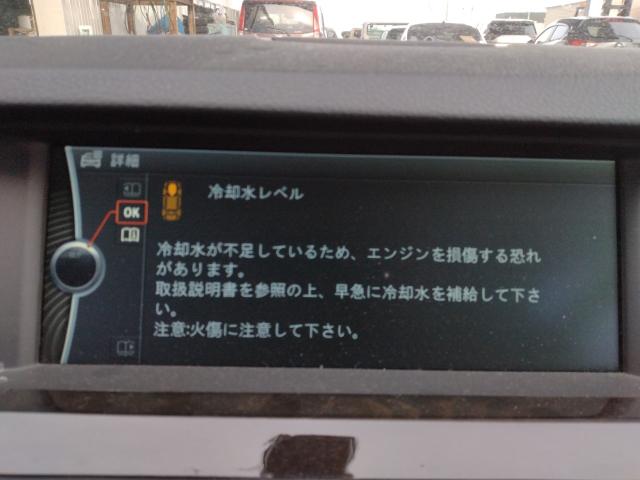 詳細
冷却水レベル
OK
冷却水が不足しているため、エンジンを損傷する恐れ
があります。
取扱説明書を参照の上、早急に冷却水を補給して下さ
い。
注意:火傷に注意して下さい。